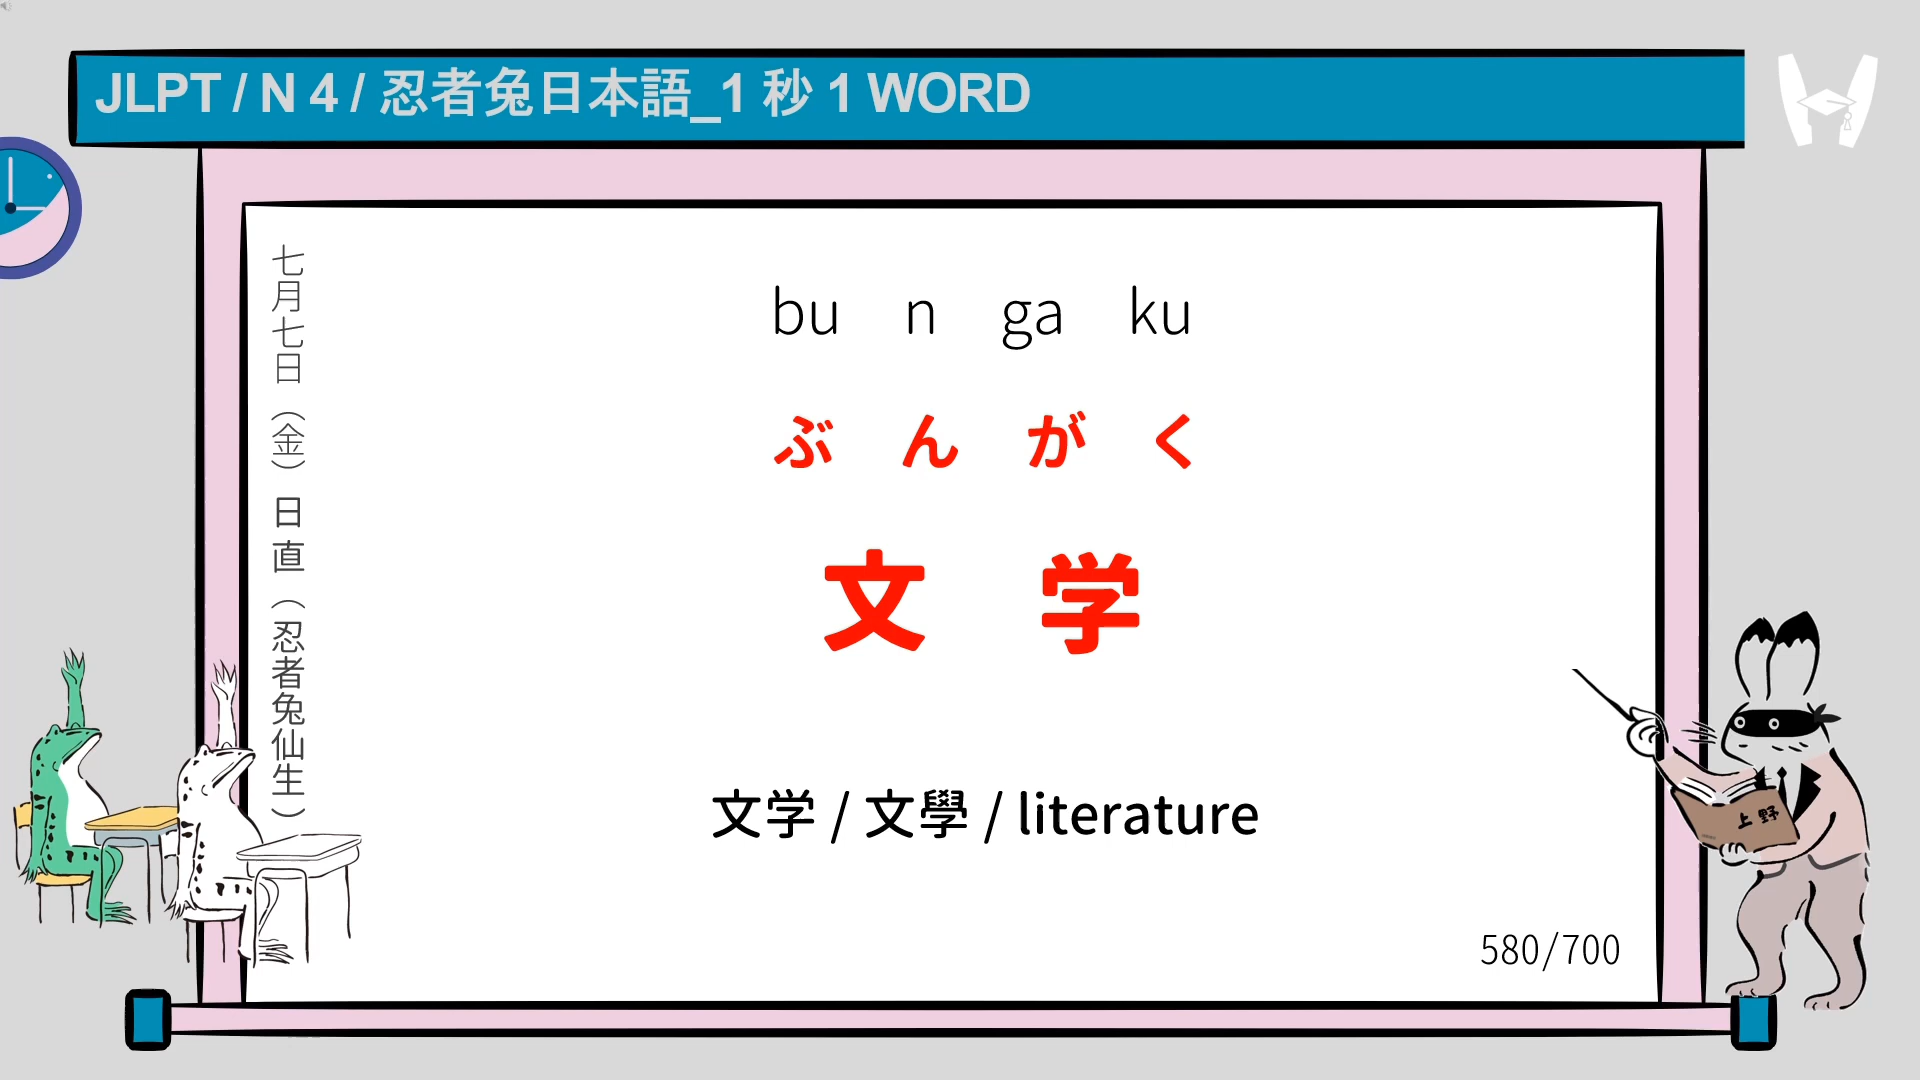 JLPT / N 4 / 忍者兔日本語_1 秒 1 WORD
七月七日（金）日直（忍者兔仙生）
bu n ga ku
ぶ ん が く
文 学
文学 / 文學 / literature
上野
580/700